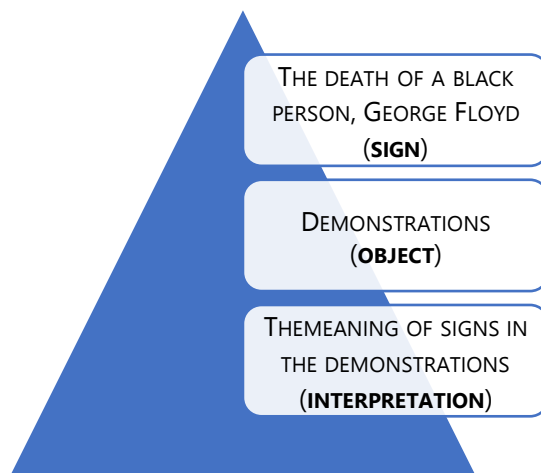 THE DEATH OF A BLACK
PERSON, GEORGE FLOYD
(SIGN)
DEMONSTRATIONS
(OBJECT)
THEMEANING OF SIGNS IN
THE DEMONSTRATIONS
(INTERPRETATION)